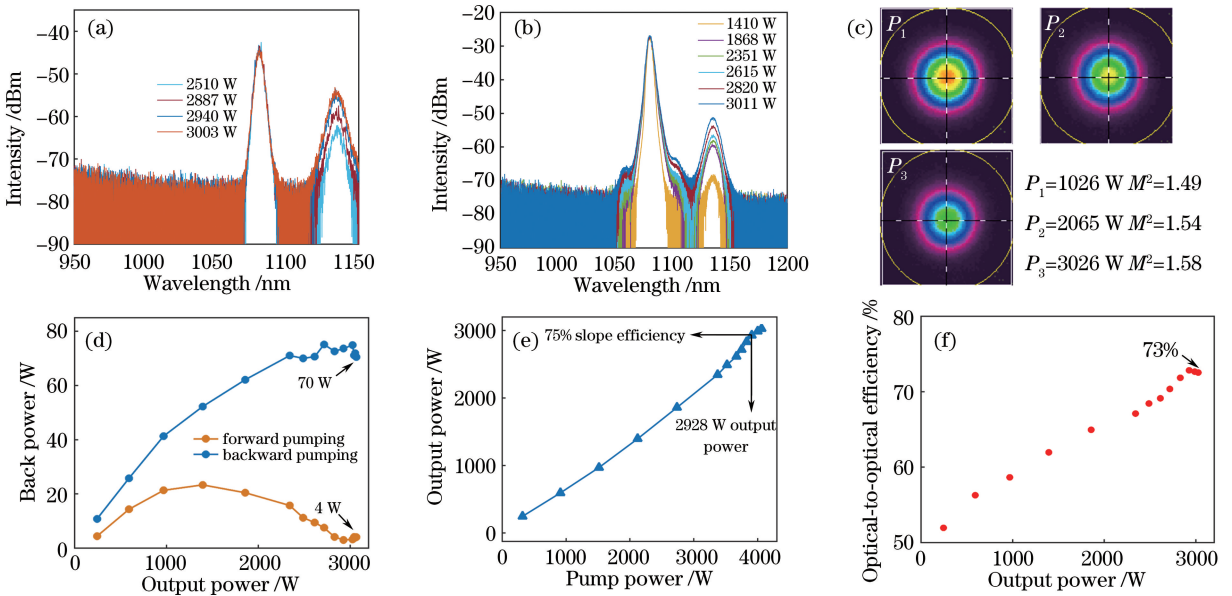 (a)
Intensity /dBm
−40
−50
−60
−70
−80
−90
2510 W
2887 W
2940 W
3003 W
950 1000 1050 1100 1150
Wavelength /nm
(b)
Intensity /dBm
−20
−30
−40
−50
−60
−70
−80
−90
1410 W
1868 W
2351 W
2615 W
2820 W
3011 W
950 1000 1050 1100 1150 1200
Wavelength /nm
(c)
P₁
P₂
P₃
P₁=1026 W M²=1.49
P₂=2065 W M²=1.54
P₃=3026 W M²=1.58
(d)
Back power /W
80
60
40
20
0
70 W
forward pumping
backward pumping
4 W
0 1000 2000 3000
Output power /W
(e)
Output power /W
3000
2000
1000
0
75% slope efficiency
2928 W output
power
0 1000 2000 3000 4000
Pump power /W
(f)
Optical-to-optical efficiency /%
80
70
60
50
73%
0 1000 2000 3000
Output power /W